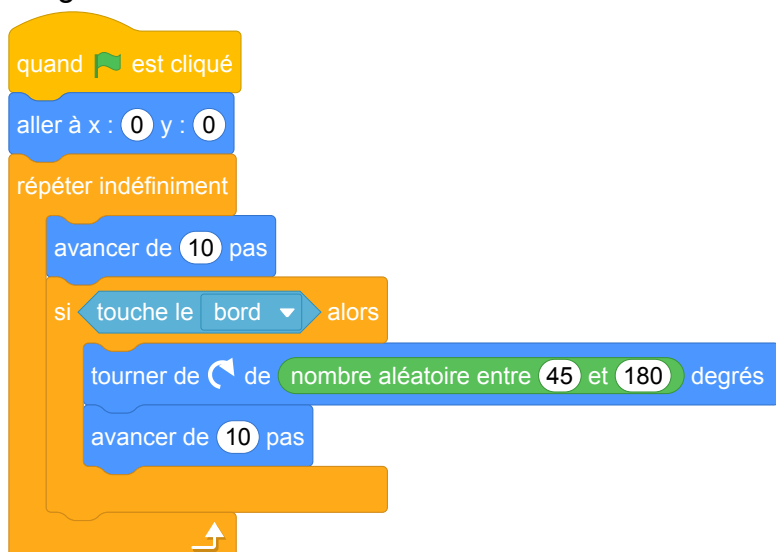 quand est cliqué
aller à x : 0 y : 0
répéter indéfiniment
avancer de 10 pas
si touche le bord alors
tourner de de nombre aléatoire entre 45 et 180 degrés
avancer de 10 pas